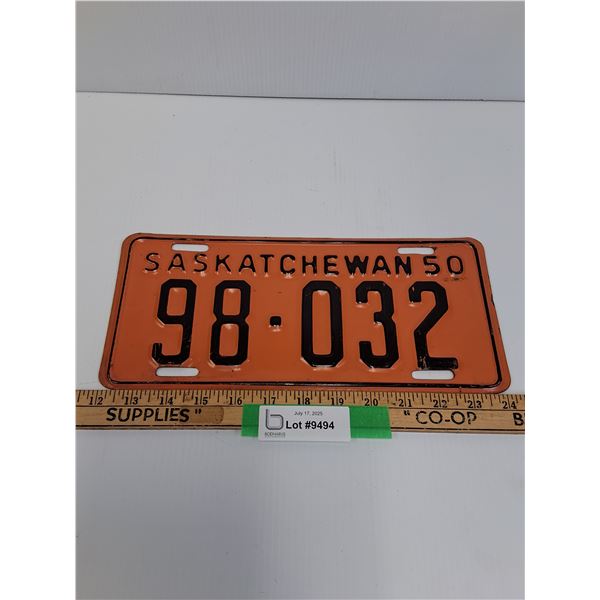 SASKATCHEWAN 50
98·032
12 13 14 15 16 17 18 19 20 21 22 23 24
SUPPLIES" "CO-OP B
July 17, 2025
BODNARUS
Lot #9494